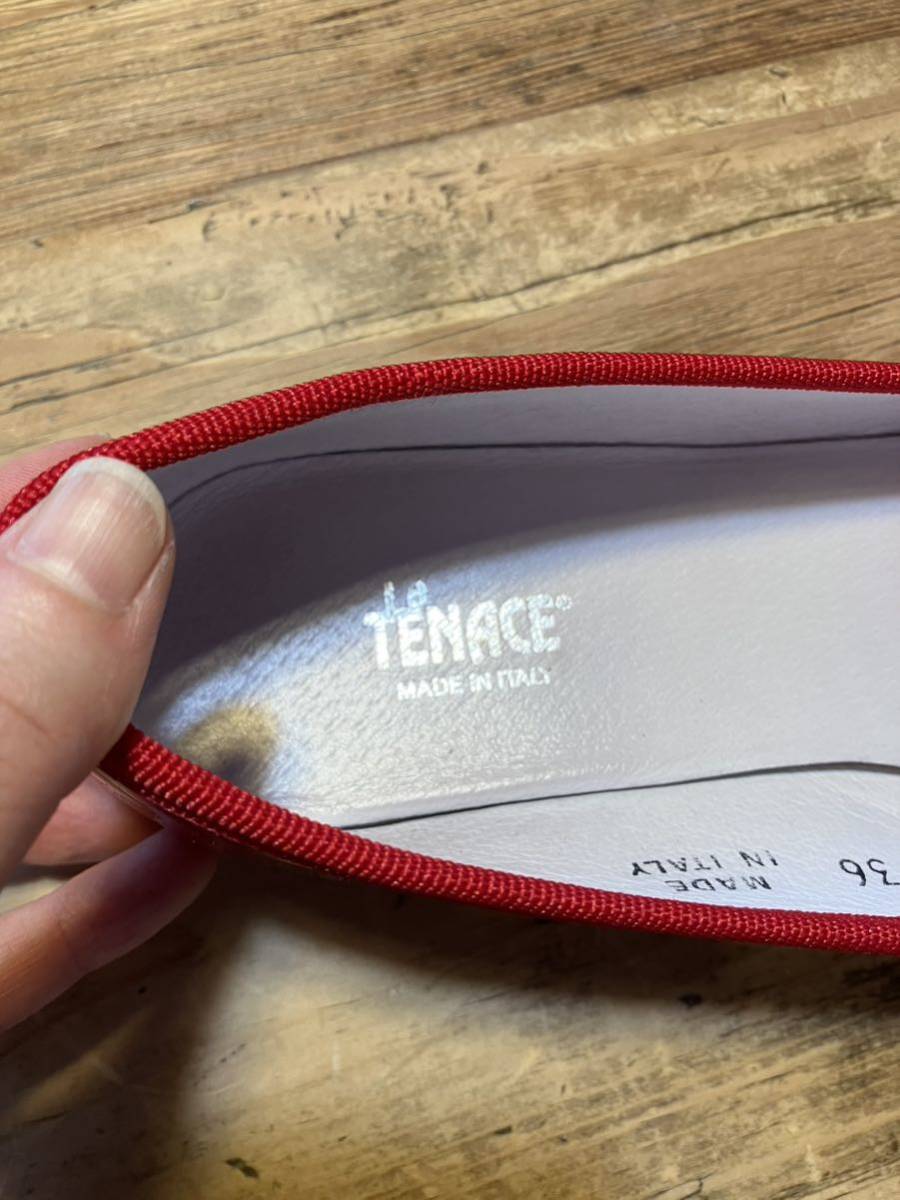 Le
TENACE®
MADE IN ITALY
MADE
IN ITALY
36